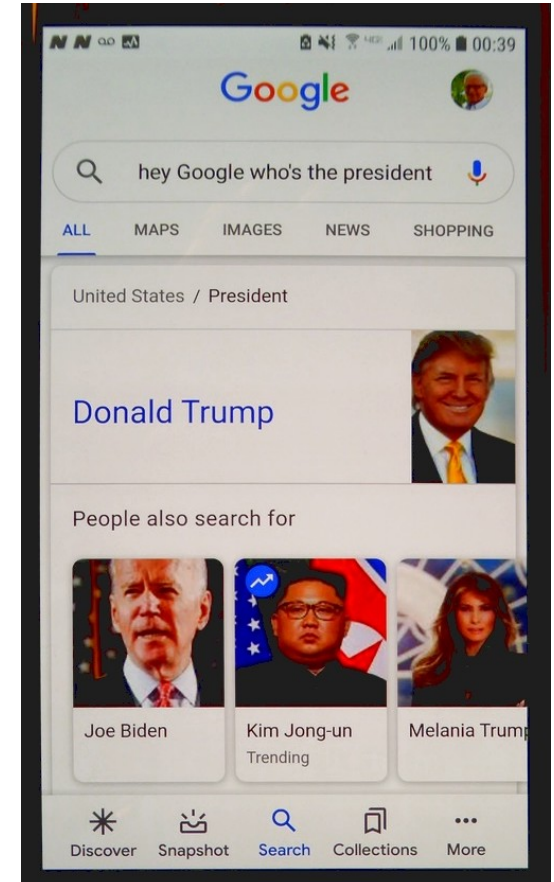 100% 00:39
Google
hey Google who's the president
ALL MAPS IMAGES NEWS SHOPPING
United States / President
Donald Trump
People also search for
Joe Biden Kim Jong-un Melania Trump
Trending
Discover Snapshot Search Collections More